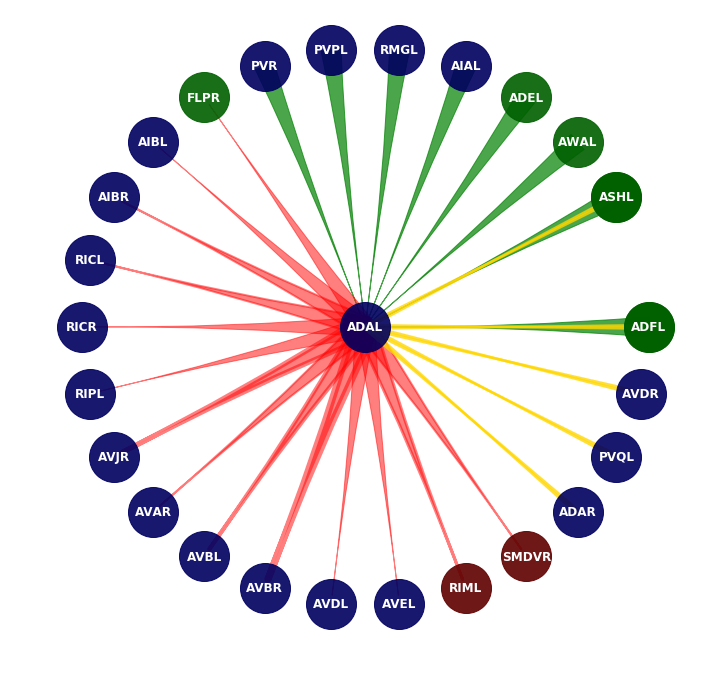 PVPL
RMGL
PVR
AIAL
FLPR
ADEL
AIBL
AWAL
AIBR
ASHL
RICL
RICR
ADAL
ADFL
RIPL
AVDR
AVJR
PVQL
AVAR
ADAR
AVBL
SMDVR
AVBR
RIML
AVDL
AVEL